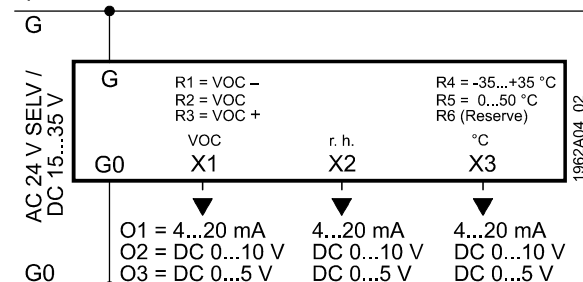 G
AC 24 V SELV /
DC 15...35 V
G
R1 = VOC –
R2 = VOC
R3 = VOC +
R4 = -35...+35 °C
R5 = 0...50 °C
R6 (Reserve)
VOC
r. h.
°C
G0
X1
X2
X3
1962A04_02
O1 = 4...20 mA
4...20 mA
4...20 mA
O2 = DC 0...10 V
DC 0...10 V
DC 0...10 V
G0
O3 = DC 0...5 V
DC 0...5 V
DC 0...5 V